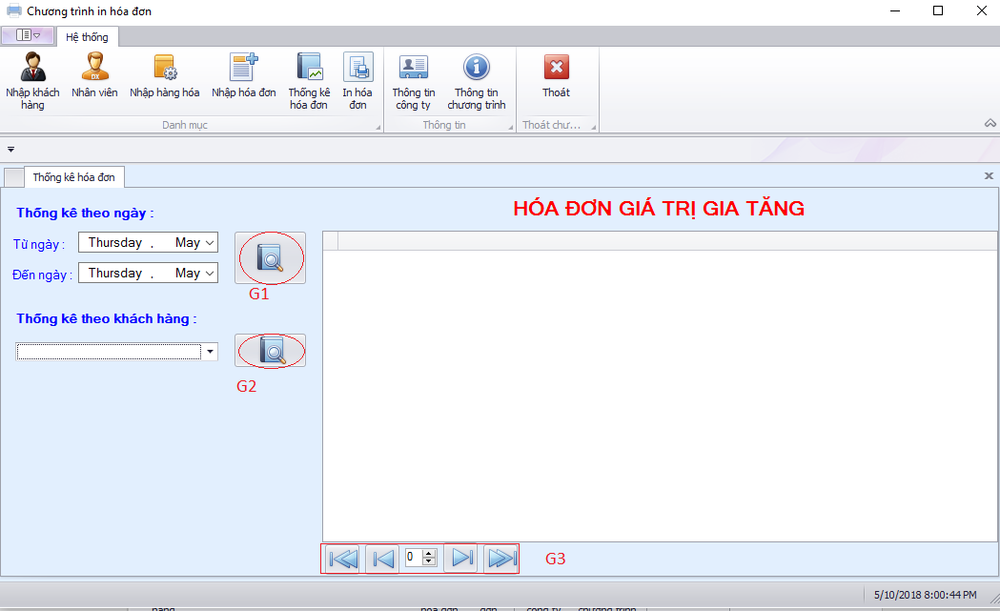 Chương trình in hóa đơn
Hệ thống
Nhập khách
hàng
Nhân viên
Nhập hàng hóa
Nhập hóa đơn
Thống kê
hóa đơn
In hóa
đơn
Thông tin
công ty
Thông tin
chương trình
Thoát
Danh mục
Thông tin
Thoát chư...
Thống kê hóa đơn
Thống kê theo ngày :
HÓA ĐƠN GIÁ TRỊ GIA TĂNG
Từ ngày :
Thursday , May
Đến ngày :
Thursday , May
G1
Thống kê theo khách hàng :
G2
0
G3
5/10/2018 8:00:44 PM